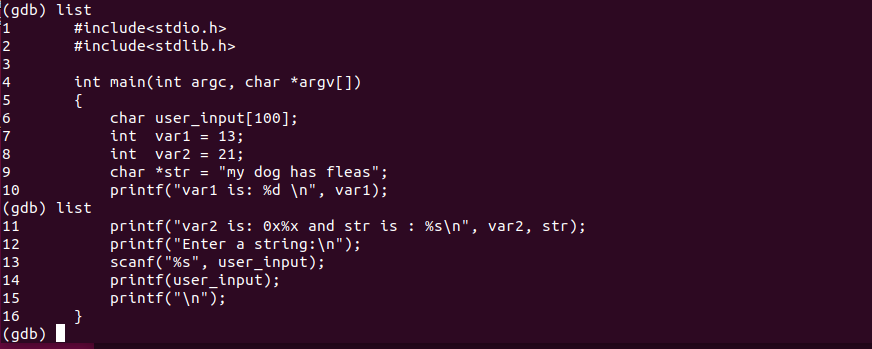 (gdb) list
1       #include<stdio.h>
2       #include<stdlib.h>
3
4       int main(int argc, char *argv[])
5       {
6           char user_input[100];
7           int  var1 = 13;
8           int  var2 = 21;
9           char *str = "my dog has fleas";
10          printf("var1 is: %d \n", var1);
(gdb) list
11          printf("var2 is: 0x%x and str is : %s\n", var2, str);
12          printf("Enter a string:\n");
13          scanf("%s", user_input);
14          printf(user_input);
15          printf("\n");
16      }
(gdb)